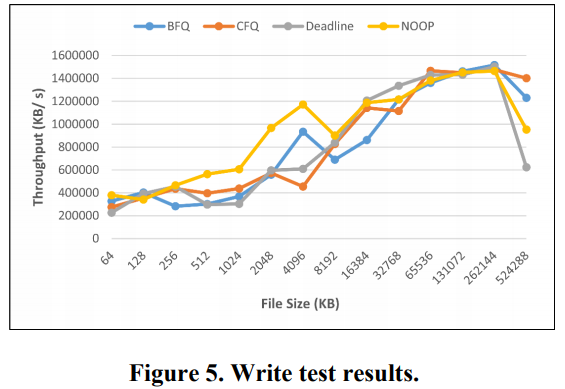 BFQ CFQ Deadline NOOP
1600000
1400000
1200000
1000000
800000
600000
400000
200000
0
Throughput (KB/ s)
64 128 256 512 1024 2048 4096 8192 16384 32768 65536 131072 262144 524288
File Size (KB)
Figure 5. Write test results.